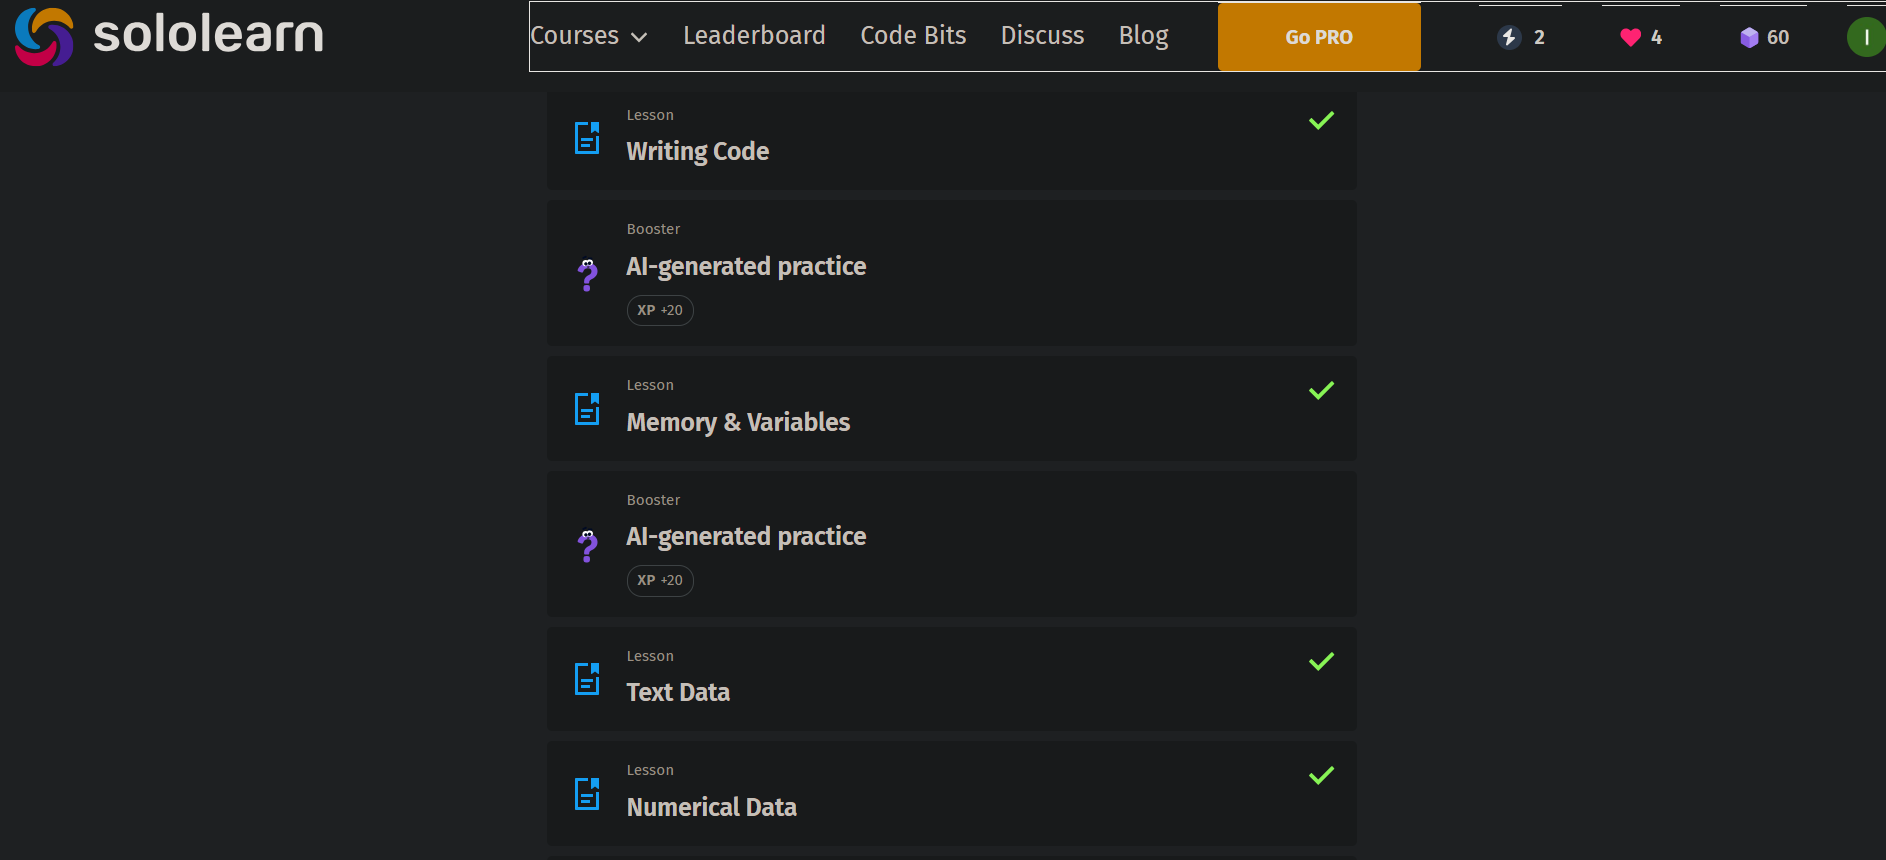 sololearn
Courses Leaderboard Code Bits Discuss Blog Go PRO 2 4 60 I
Lesson
Writing Code
Booster
AI-generated practice
XP +20
Lesson
Memory & Variables
Booster
AI-generated practice
XP +20
Lesson
Text Data
Lesson
Numerical Data